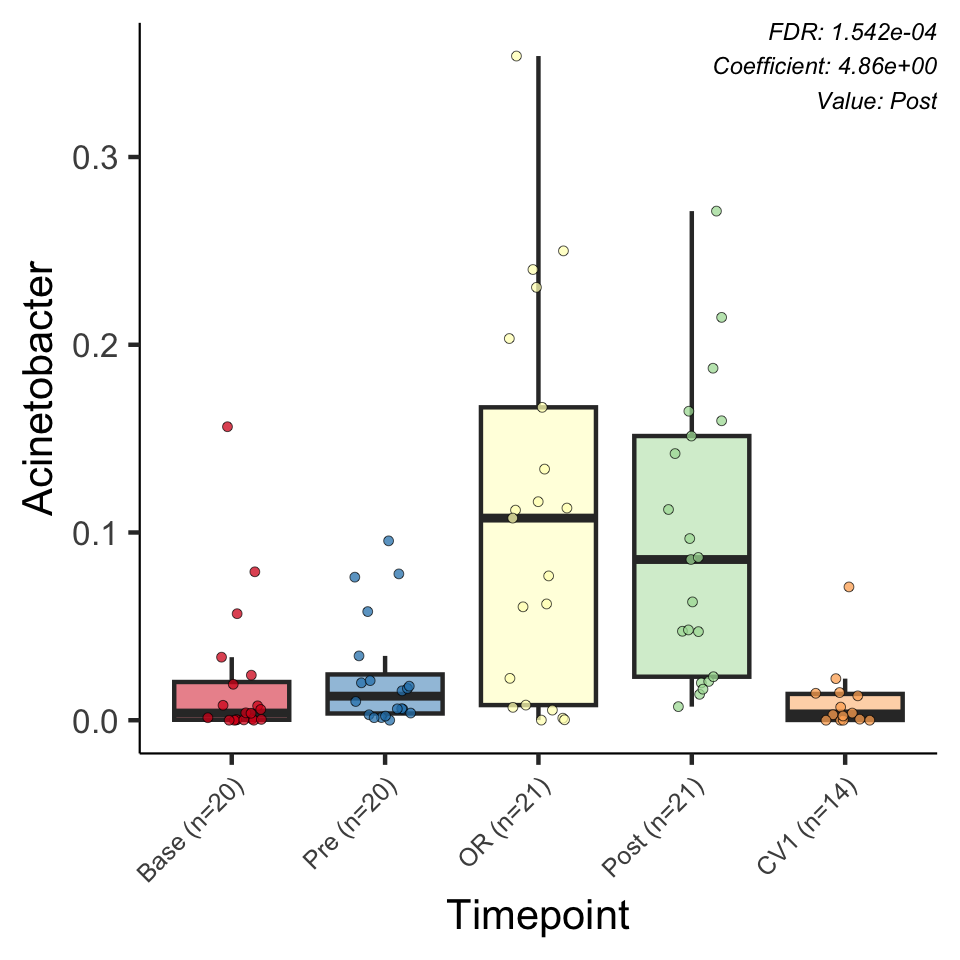 FDR: 1.542e-04
Coefficient: 4.86e+00
Value: Post
0.3
0.2
0.1
0.0
Acinetobacter
Base (n=20)
Pre (n=20)
OR (n=21)
Post (n=21)
CV1 (n=14)
Timepoint